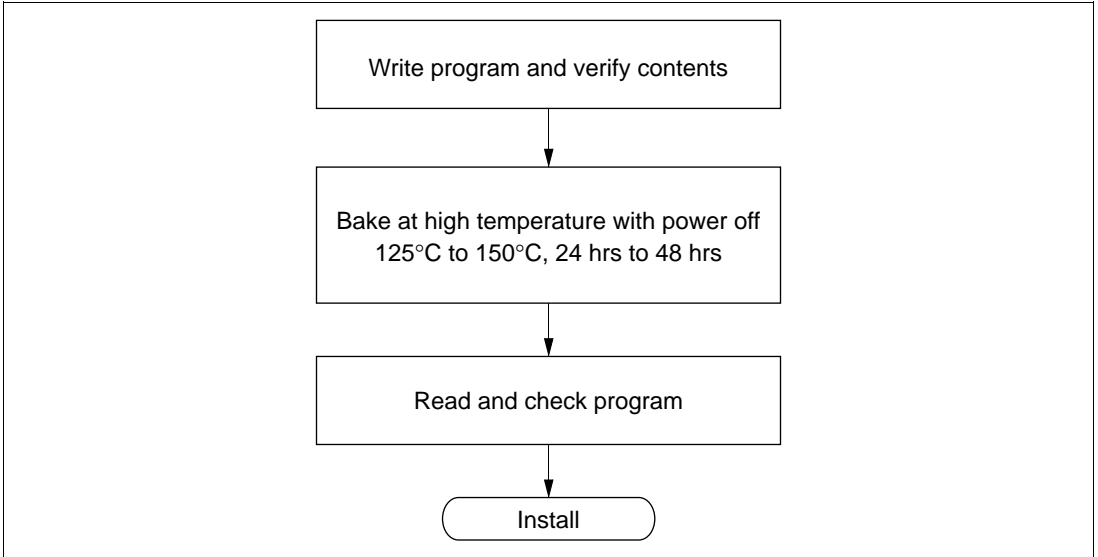 Write program and verify contents
Bake at high temperature with power off
125°C to 150°C, 24 hrs to 48 hrs
Read and check program
Install